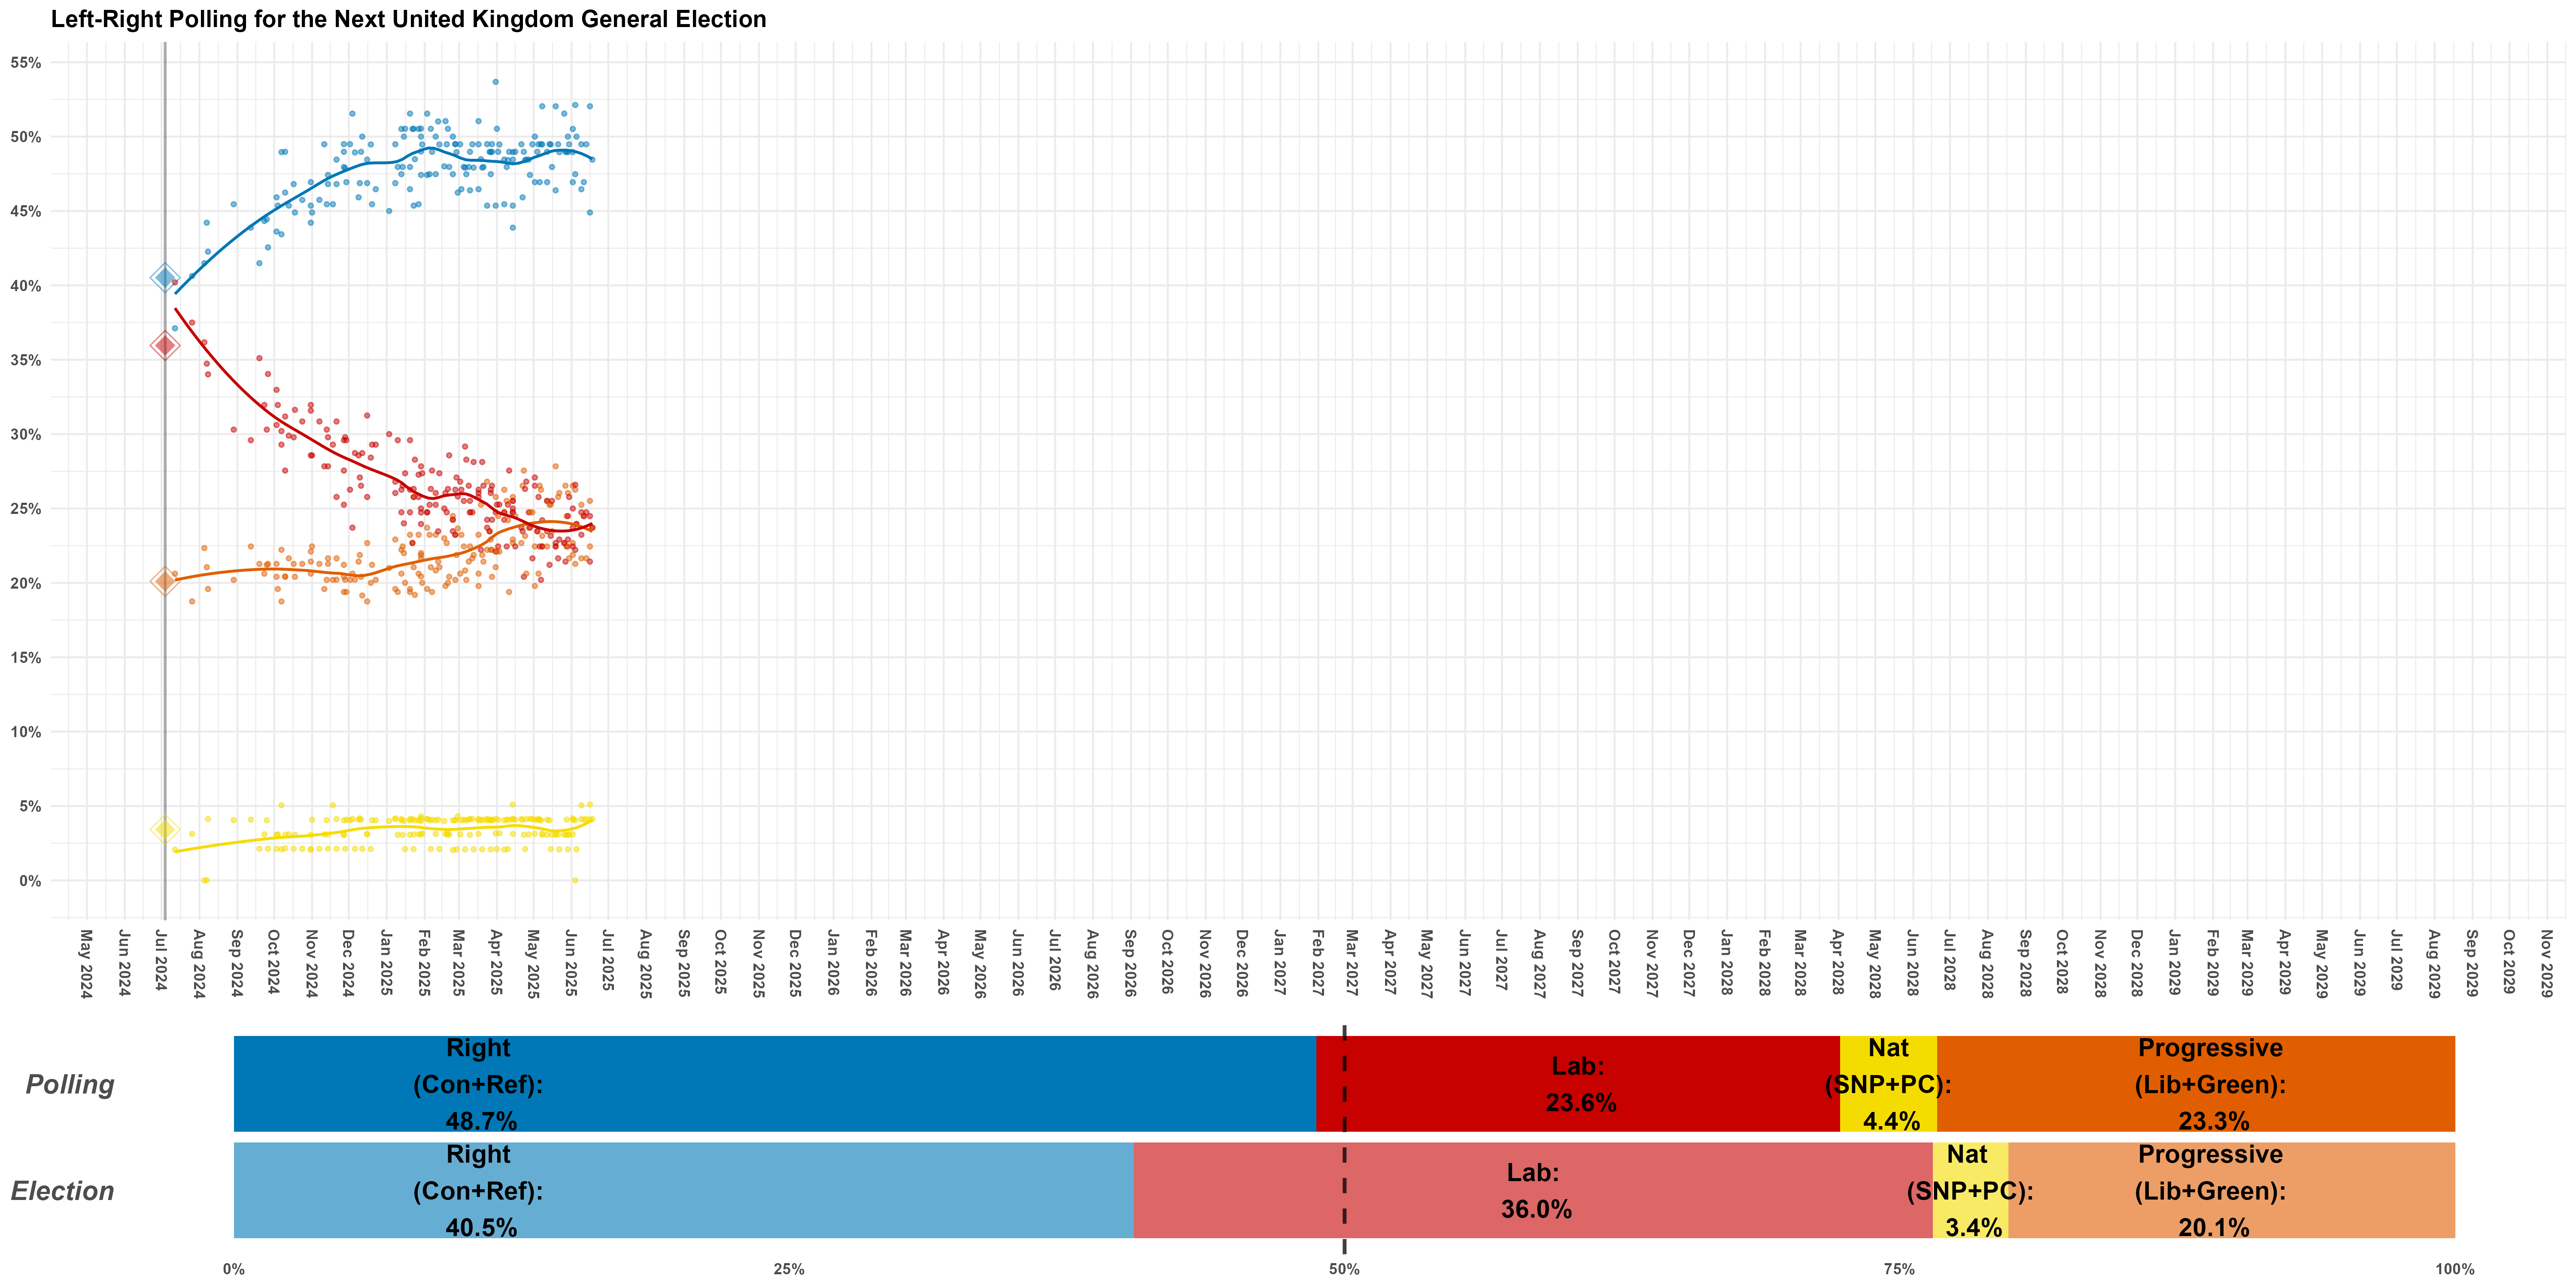 Left-Right Polling for the Next United Kingdom General Election
55%
50%
45%
40%
35%
30%
25%
20%
15%
10%
5%
0%
May 2024
Jun 2024
Jul 2024
Aug 2024
Sep 2024
Oct 2024
Nov 2024
Dec 2024
Jan 2025
Feb 2025
Mar 2025
Apr 2025
May 2025
Jun 2025
Jul 2025
Aug 2025
Sep 2025
Oct 2025
Nov 2025
Dec 2025
Jan 2026
Feb 2026
Mar 2026
Apr 2026
May 2026
Jun 2026
Jul 2026
Aug 2026
Sep 2026
Oct 2026
Nov 2026
Dec 2026
Jan 2027
Feb 2027
Mar 2027
Apr 2027
May 2027
Jun 2027
Jul 2027
Aug 2027
Sep 2027
Oct 2027
Nov 2027
Dec 2027
Jan 2028
Feb 2028
Mar 2028
Apr 2028
May 2028
Jun 2028
Jul 2028
Aug 2028
Sep 2028
Oct 2028
Nov 2028
Dec 2028
Jan 2029
Feb 2029
Mar 2029
Apr 2029
May 2029
Jun 2029
Jul 2029
Aug 2029
Sep 2029
Oct 2029
Nov 2029
Polling
Right
(Con+Ref):
48.7%
Lab:
23.6%
Nat
(SNP+PC):
4.4%
Progressive
(Lib+Green):
23.3%
Election
Right
(Con+Ref):
40.5%
Lab:
36.0%
Nat
(SNP+PC):
3.4%
Progressive
(Lib+Green):
20.1%
0%
25%
50%
75%
100%